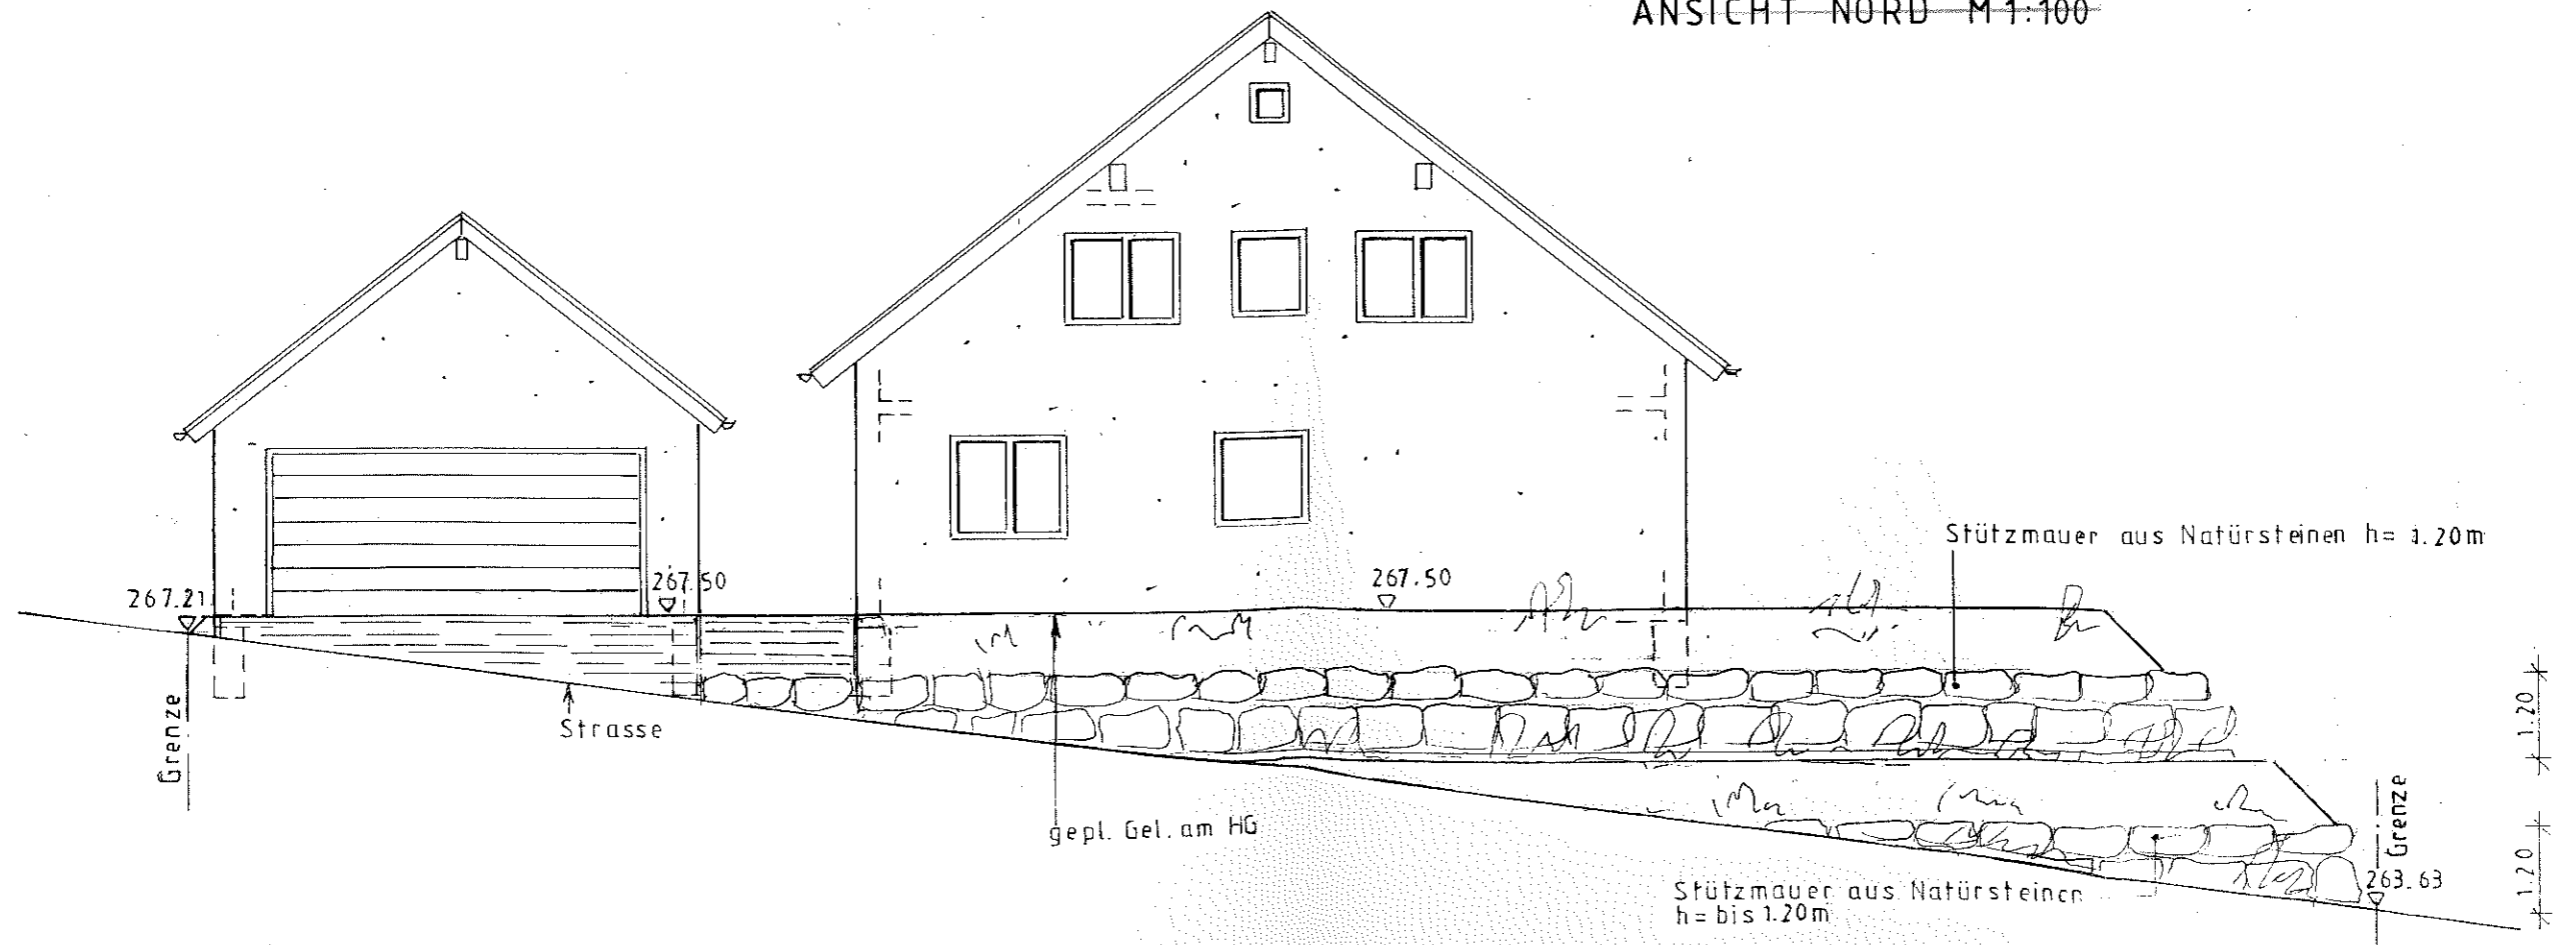 ANSICHT NORD M 1:100
Stützmauer aus Natürsteinen h= 1.20m
267.50
267.50
267.21
1.20
Grenze
Strasse
gepl. Gel. am HG
Grenze
1.20
Stützmauer aus Natürsteinen
h= bis 1.20m
263.63